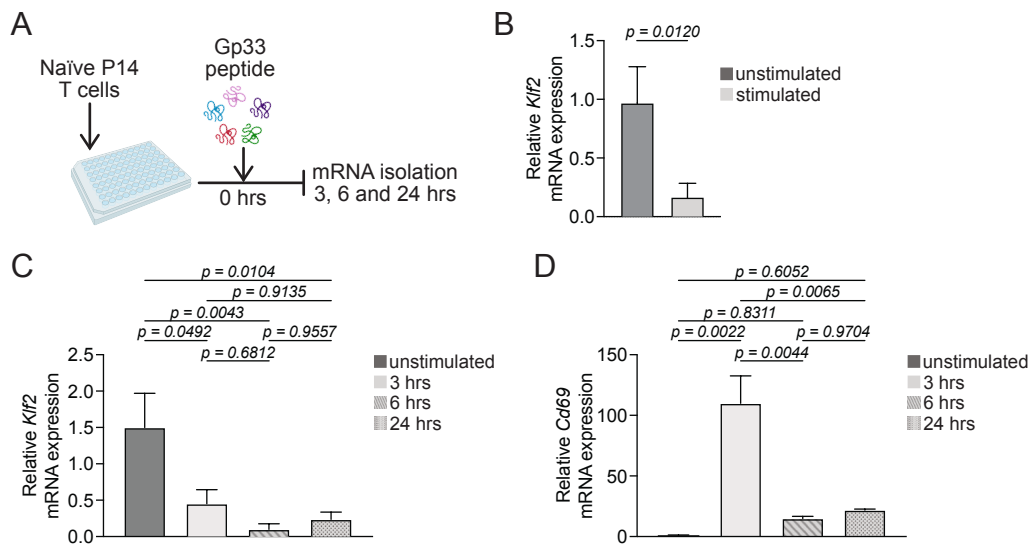 A
Naïve P14
T cells
Gp33
peptide
0 hrs
mRNA isolation
3, 6 and 24 hrs
B
p = 0.0120
Relative Klf2
mRNA expression
1.5
1.0
0.5
0.0
unstimulated
stimulated
C
p = 0.0104
p = 0.9135
p = 0.0043
p = 0.0492
p = 0.9557
p = 0.6812
Relative Klf2
mRNA expression
2.5
2.0
1.5
1.0
0.5
0.0
unstimulated
3 hrs
6 hrs
24 hrs
D
p = 0.6052
p = 0.0065
p = 0.8311
p = 0.0022
p = 0.9704
p = 0.0044
Relative Cd69
mRNA expression
150
100
50
0
unstimulated
3 hrs
6 hrs
24 hrs